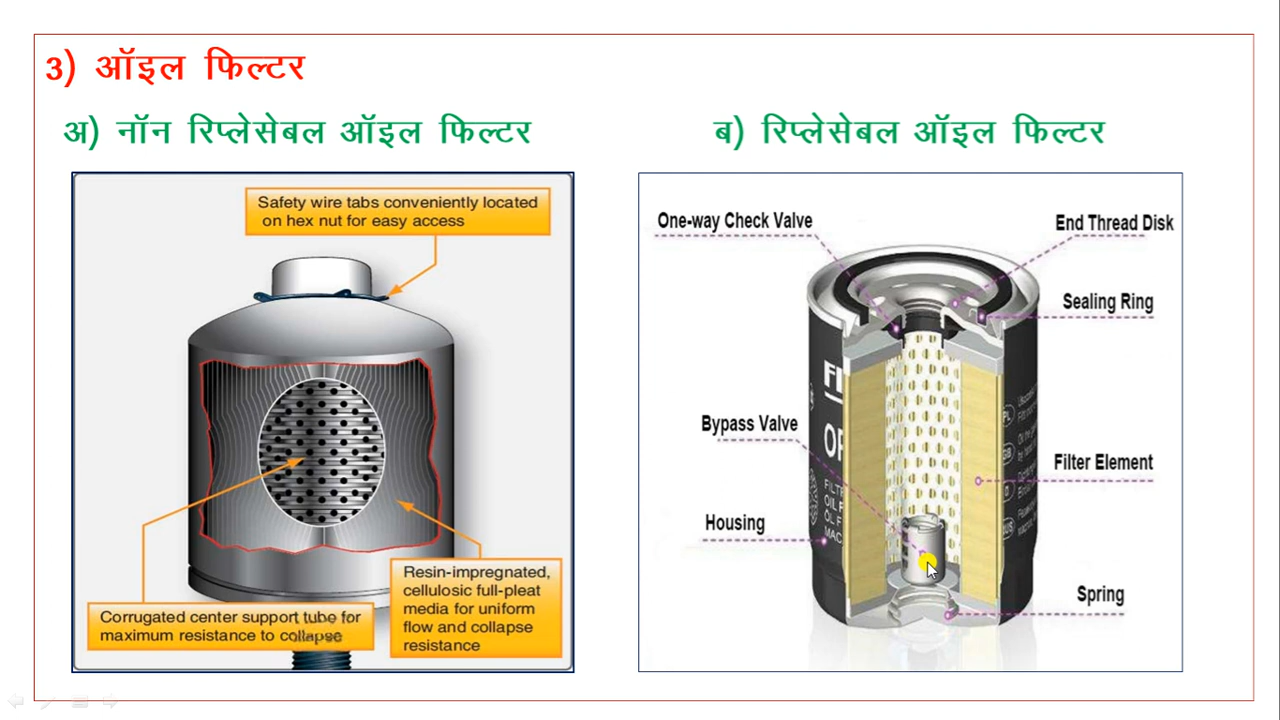 3) ऑइल फिल्टर
अ) नॉन रिप्लेसेबल ऑइल फिल्टर
ब) रिप्लेसेबल ऑइल फिल्टर
Safety wire tabs conveniently located
on hex nut for easy access
Corrugated center support tube for
maximum resistance to collapse
Resin-impregnated,
cellulosic full-pleat
media for uniform
flow and collapse
resistance
One-way Check Valve
End Thread Disk
Sealing Ring
Bypass Valve
Filter Element
Housing
Spring